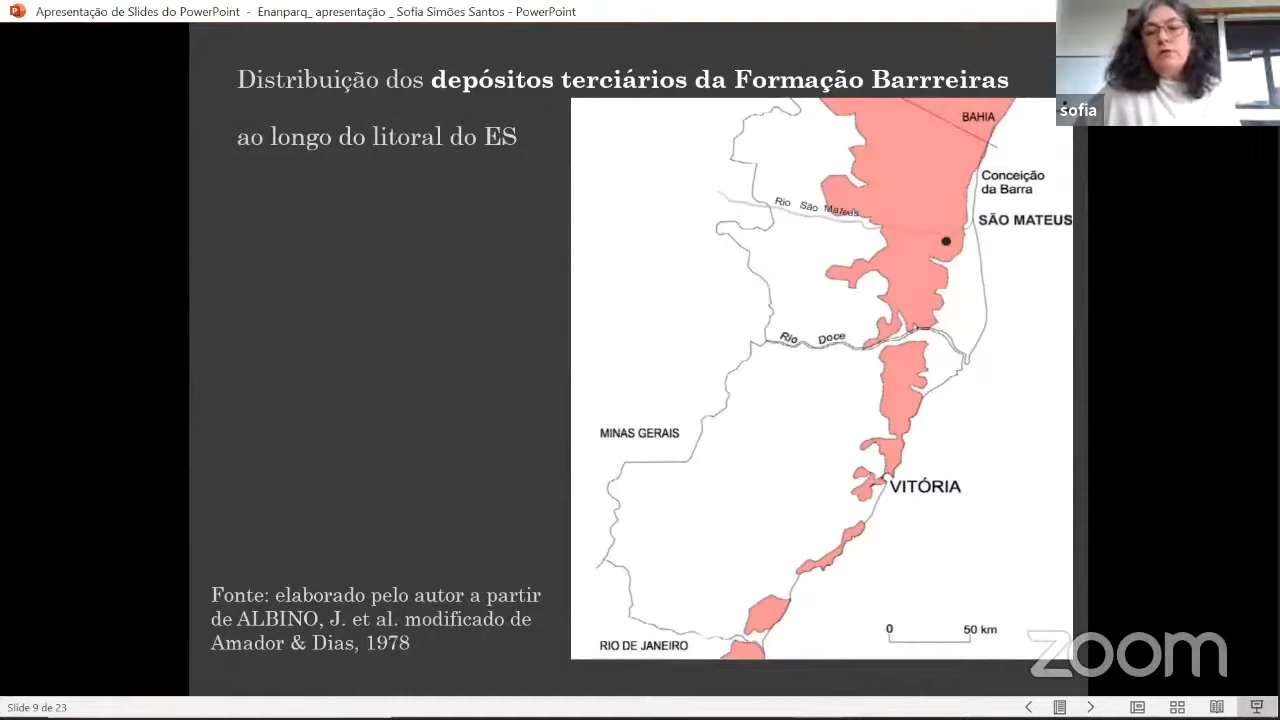 Apresentação de Slides do PowerPoint - Enanparq_ apresentação _ Sofia Simões Santos - PowerPoint
sofia
Distribuição dos depósitos terciários da Formação Barrreiras
ao longo do litoral do ES
BAHIA
Conceição
da Barra
Rio São Mateus
SÃO MATEUS
Rio Doce
MINAS GERAIS
VITÓRIA
Fonte: elaborado pelo autor a partir
de ALBINO, J. et al. modificado de
Amador & Dias, 1978
0 50 km
RIO DE JANEIRO
zoom
Slide 9 de 23